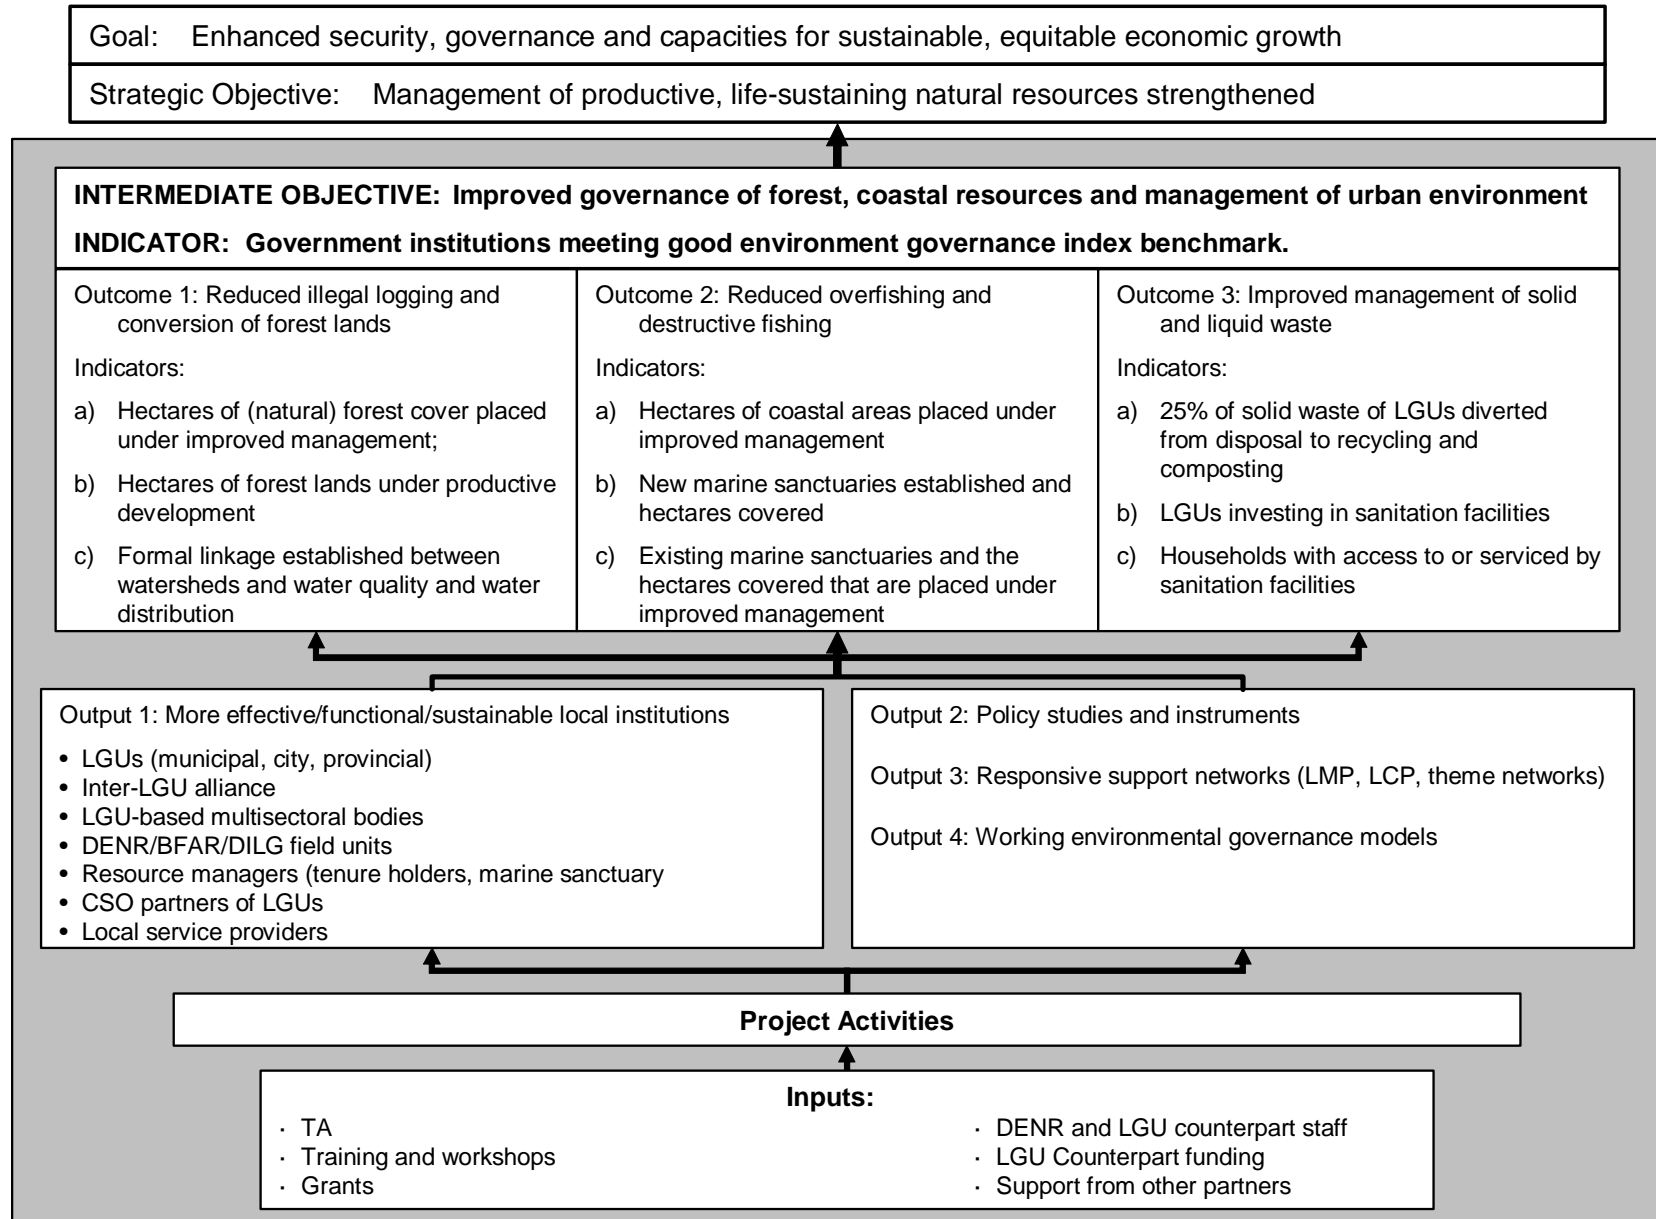 Goal: Enhanced security, governance and capacities for sustainable, equitable economic growth
Strategic Objective: Management of productive, life-sustaining natural resources strengthened
INTERMEDIATE OBJECTIVE: Improved governance of forest, coastal resources and management of urban environment
INDICATOR: Government institutions meeting good environment governance index benchmark.
Outcome 1: Reduced illegal logging and
conversion of forest lands
Indicators:
a) Hectares of (natural) forest cover placed
under improved management;
b) Hectares of forest lands under productive
development
c) Formal linkage established between
watersheds and water quality and water
distribution
Outcome 2: Reduced overfishing and
destructive fishing
Indicators:
a) Hectares of coastal areas placed under
improved management
b) New marine sanctuaries established and
hectares covered
c) Existing marine sanctuaries and the
hectares covered that are placed under
improved management
Outcome 3: Improved management of solid
and liquid waste
Indicators:
a) 25% of solid waste of LGUs diverted
from disposal to recycling and
composting
b) LGUs investing in sanitation facilities
c) Households with access to or serviced by
sanitation facilities
Output 1: More effective/functional/sustainable local institutions
• LGUs (municipal, city, provincial)
• Inter-LGU alliance
• LGU-based multisectoral bodies
• DENR/BFAR/DILG field units
• Resource managers (tenure holders, marine sanctuary
• CSO partners of LGUs
• Local service providers
Output 2: Policy studies and instruments
Output 3: Responsive support networks (LMP, LCP, theme networks)
Output 4: Working environmental governance models
Project Activities
Inputs:
· TA
· Training and workshops
· Grants
· DENR and LGU counterpart staff
· LGU Counterpart funding
· Support from other partners